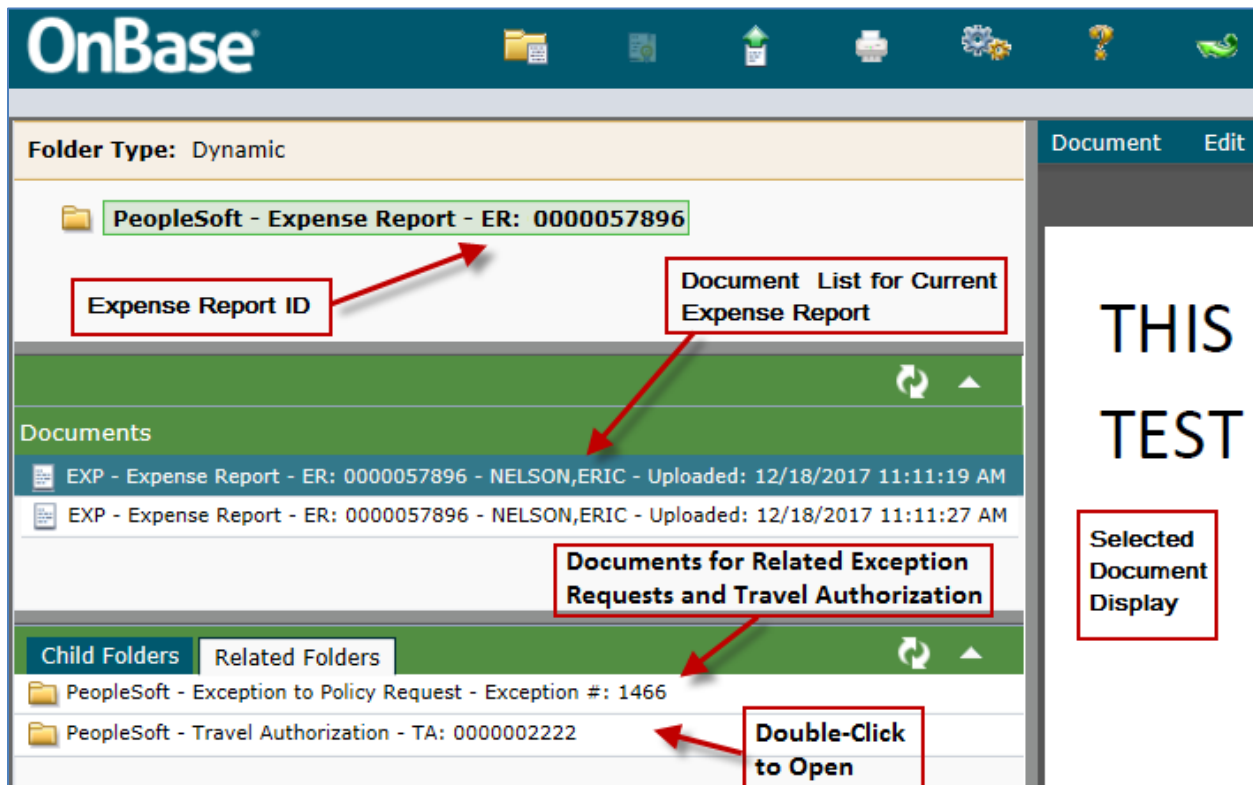 OnBase
Folder Type: Dynamic
Document Edit
PeopleSoft - Expense Report - ER: 0000057896
Expense Report ID
Document List for Current
Expense Report
THIS
TEST
Documents
EXP - Expense Report - ER: 0000057896 - NELSON,ERIC - Uploaded: 12/18/2017 11:11:19 AM
EXP - Expense Report - ER: 0000057896 - NELSON,ERIC - Uploaded: 12/18/2017 11:11:27 AM
Documents for Related Exception
Requests and Travel Authorization
Selected
Document
Display
Child Folders Related Folders
PeopleSoft - Exception to Policy Request - Exception #: 1466
PeopleSoft - Travel Authorization - TA: 0000002222
Double-Click
to Open